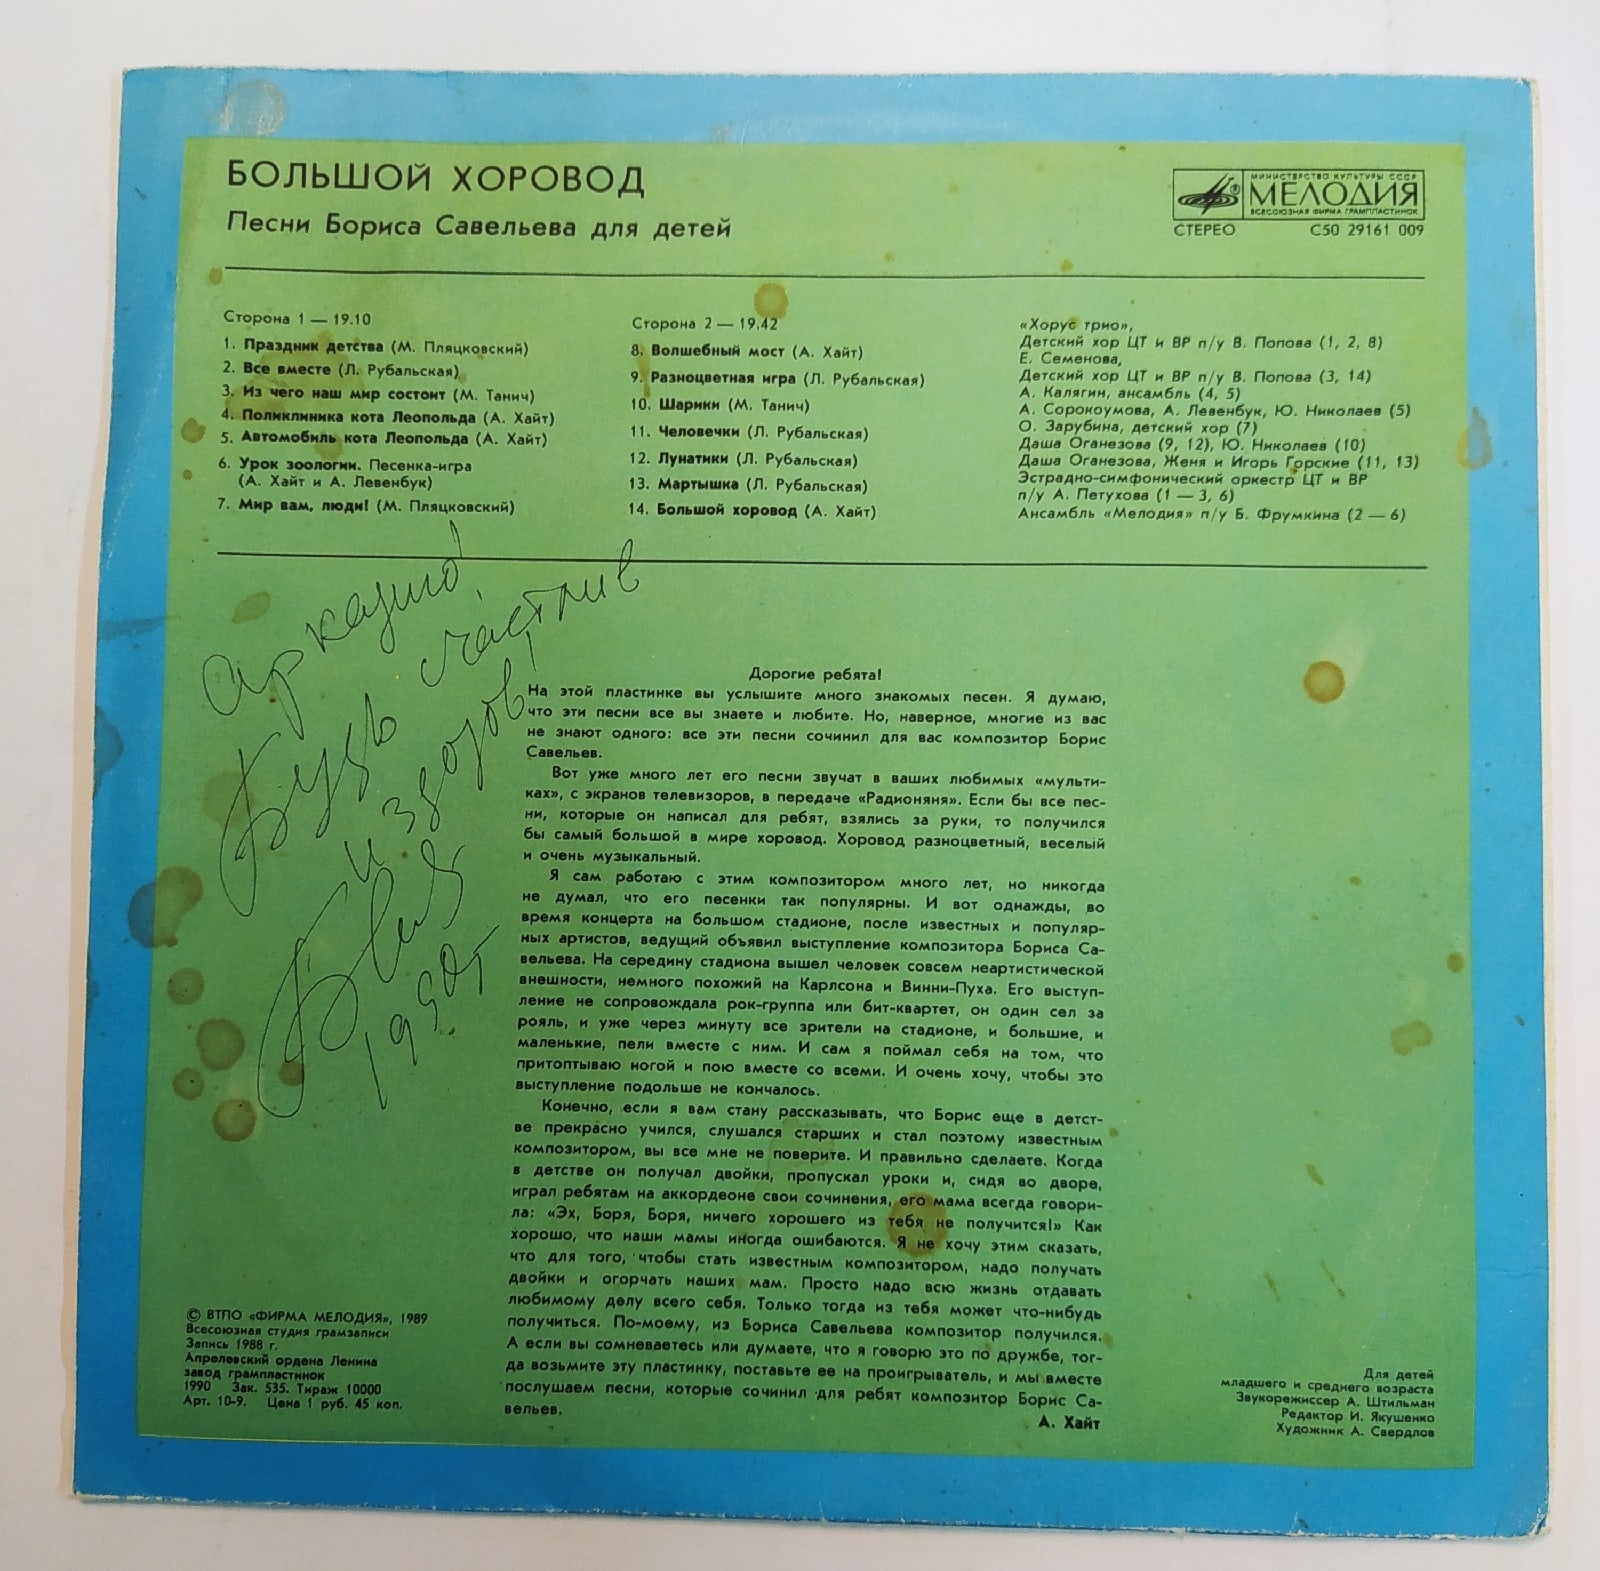 БОЛЬШОЙ ХОРОВОД
Песни Бориса Савельева для детей
МИНИСТЕРСТВО КУЛЬТУРЫ СССР
МЕЛОДИЯ
ВСЕСОЮЗНАЯ ФИРМА ГРАМПЛАСТИНОК
СТЕРЕО С50 29161 009
Сторона 1 — 19.10
1. Праздник детства (М. Пляцковский)
2. Все вместе (Л. Рубальская)
3. Из чего наш мир состоит (М. Танич)
4. Поликлиника кота Леопольда (А. Хайт)
5. Автомобиль кота Леопольда (А. Хайт)
6. Урок зоологии. Песенка-игра
(А. Хайт и А. Левенбук)
7. Мир вам, люди! (М. Пляцковский)
Сторона 2 — 19.42
8. Волшебный мост (А. Хайт)
9. Разноцветная игра (Л. Рубальская)
10. Шарики (М. Танич)
11. Человечки (Л. Рубальская)
12. Лунатики (Л. Рубальская)
13. Мартышка (Л. Рубальская)
14. Большой хоровод (А. Хайт)
«Хорус трио»,
Детский хор ЦТ и ВР п/у В. Попова (1, 2, 8)
Е. Семенова,
Детский хор ЦТ и ВР п/у В. Попова (3, 14)
А. Калягин, ансамбль (4, 5)
А. Сорокоумова, А. Левенбук, Ю. Николаев (5)
О. Зарубина, детский хор (7)
Даша Оганезова (9, 12), Ю. Николаев (10)
Даша Оганезова, Женя и Игорь Горские (11, 13)
Эстрадно-симфонический оркестр ЦТ и ВР
п/у А. Петухова (1 — 3, 6)
Ансамбль «Мелодия» п/у Б. Фрумкина (2 — 6)
Аркадию!
Будь счастлив
и здоров!
1990г
Дорогие ребята!
На этой пластинке вы услышите много знакомых песен. Я думаю,
что эти песни все вы знаете и любите. Но, наверное, многие из вас
не знают одного: все эти песни сочинил для вас композитор Борис
Савельев.
Вот уже много лет его песни звучат в ваших любимых «мульти-
ках», с экранов телевизоров, в передаче «Радионяня». Если бы все пес-
ни, которые он написал для ребят, взялись за руки, то получился
бы самый большой в мире хоровод. Хоровод разноцветный, веселый
и очень музыкальный.
Я сам работаю с этим композитором много лет, но никогда
не думал, что его песенки так популярны. И вот однажды, во
время концерта на большом стадионе, после известных и популяр-
ных артистов, ведущий объявил выступление композитора Бориса Са-
вельева. На середину стадиона вышел человек совсем неартистической
внешности, немного похожий на Карлсона и Винни-Пуха. Его выступ-
ление не сопровождала рок-группа или бит-квартет, он один сел за
рояль, и уже через минуту все зрители на стадионе, и большие, и
маленькие, пели вместе с ним. И сам я поймал себя на том, что
притоптываю ногой и пою вместе со всеми. И очень хочу, чтобы это
выступление подольше не кончалось.
Конечно, если я вам стану рассказывать, что Борис еще в детст-
ве прекрасно учился, слушался старших и стал поэтому известным
композитором, вы все мне не поверите. И правильно сделаете. Когда
в детстве он получал двойки, пропускал уроки и, сидя во дворе,
играл ребятам на аккордеоне свои сочинения, его мама всегда говори-
ла: «Эх, Боря, Боря, ничего хорошего из тебя не получится!» Как
хорошо, что наши мамы иногда ошибаются. Я не хочу этим сказать,
что для того, чтобы стать известным композитором, надо получать
двойки и огорчать наших мам. Просто надо всю жизнь отдавать
любимому делу всего себя. Только тогда из тебя может что-нибудь
получиться. По-моему, из Бориса Савельева композитор получился.
А если вы сомневаетесь или думаете, что я говорю это по дружбе, тог-
да возьмите эту пластинку, поставьте ее на проигрыватель, и мы вместе
послушаем песни, которые сочинил для ребят композитор Борис Са-
вельев.
А. Хайт
© ВТПО «ФИРМА МЕЛОДИЯ», 1989
Всесоюзная студия грамзаписи
Запись 1988 г.
Апрелевский ордена Ленина
завод грампластинок
1990 Зак. 535. Тираж 10000
Арт. 10-9. Цена 1 руб. 45 коп.
Для детей
младшего и среднего возраста
Звукорежиссер А. Штильман
Редактор И. Якушенко
Художник А. Свердлов